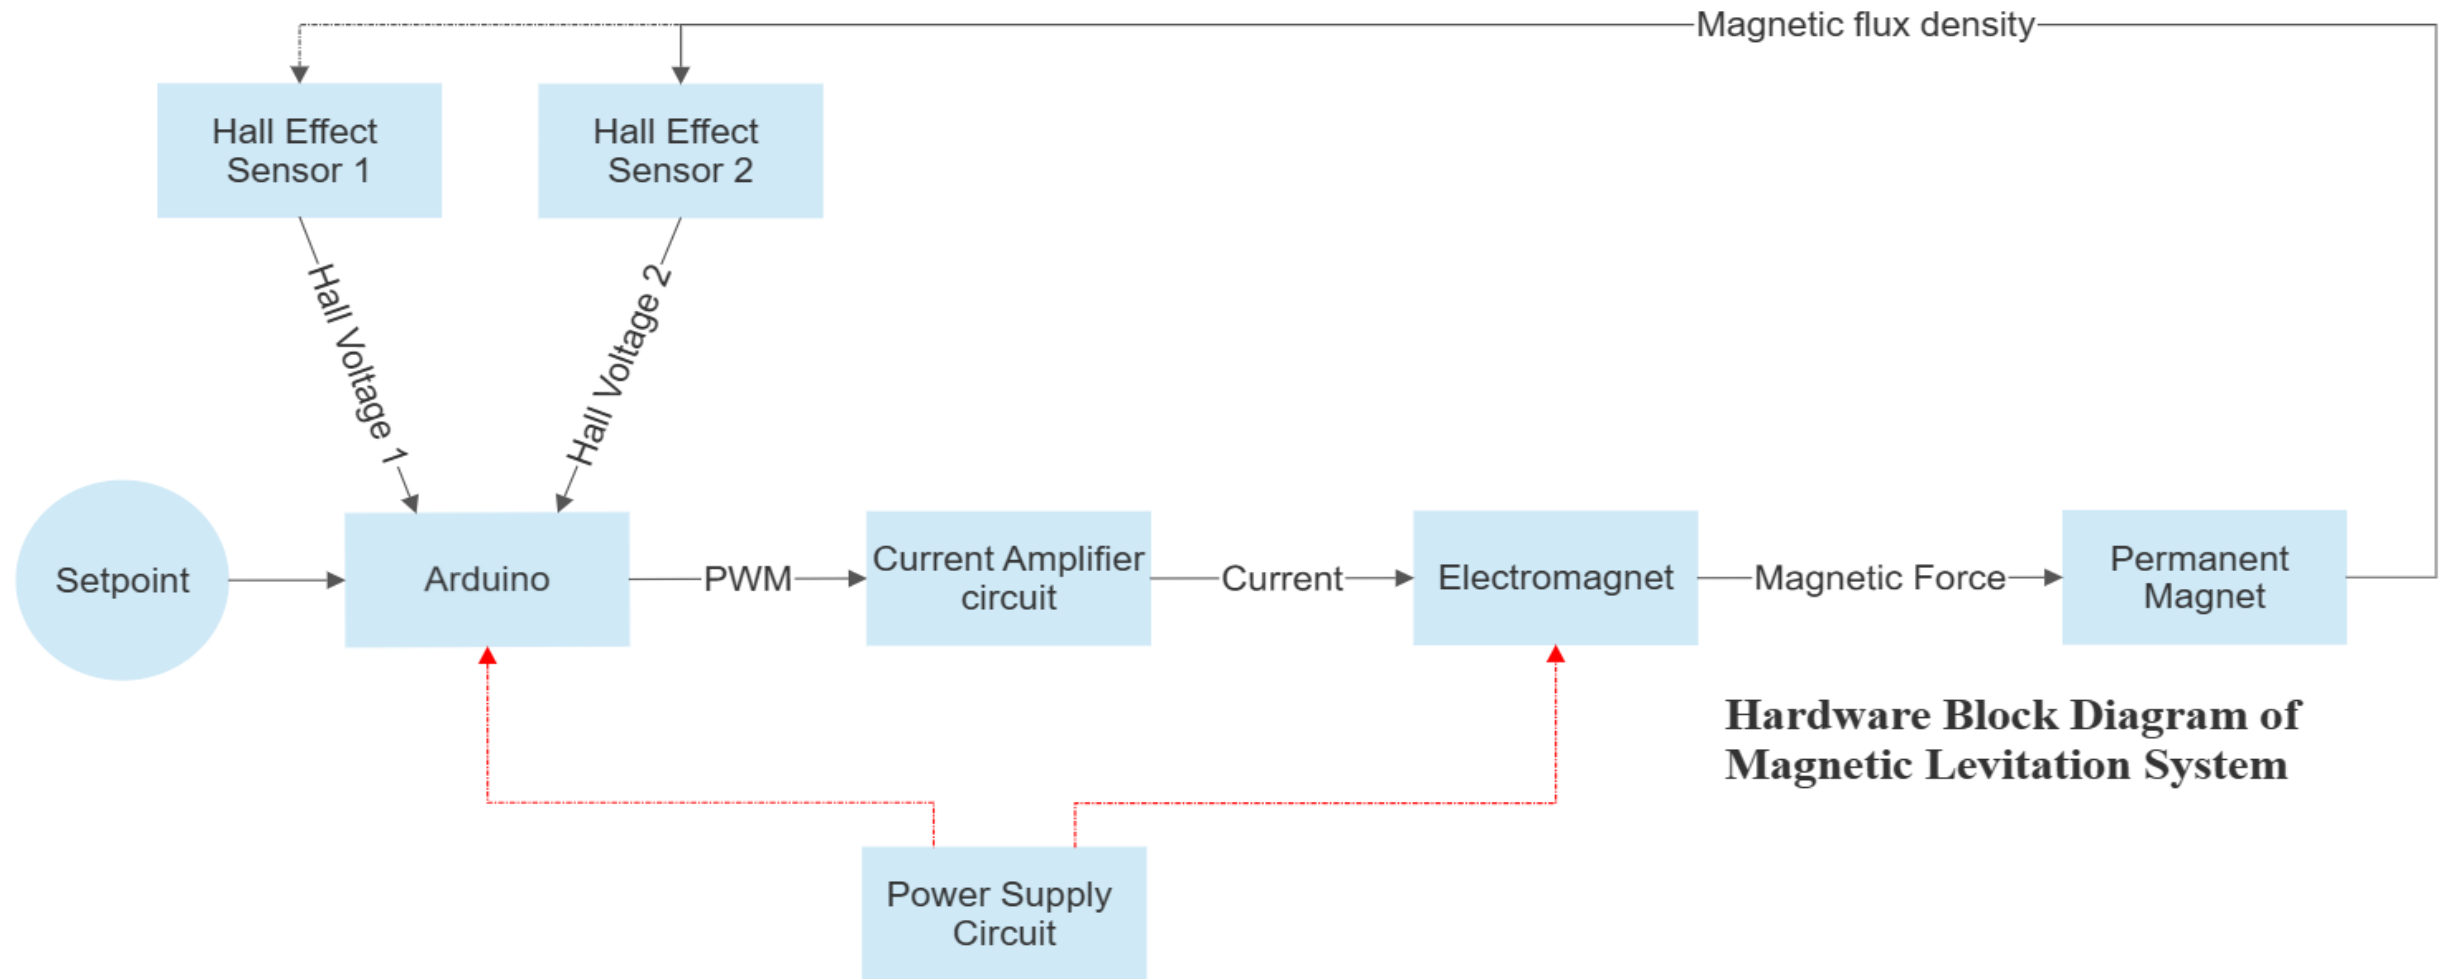 Magnetic flux density
Hall Effect
Sensor 1
Hall Effect
Sensor 2
Hall Voltage 1
Hall Voltage 2
Setpoint
Arduino
PWM
Current Amplifier
circuit
Current
Electromagnet
Magnetic Force
Permanent
Magnet
Hardware Block Diagram of
Magnetic Levitation System
Power Supply
Circuit